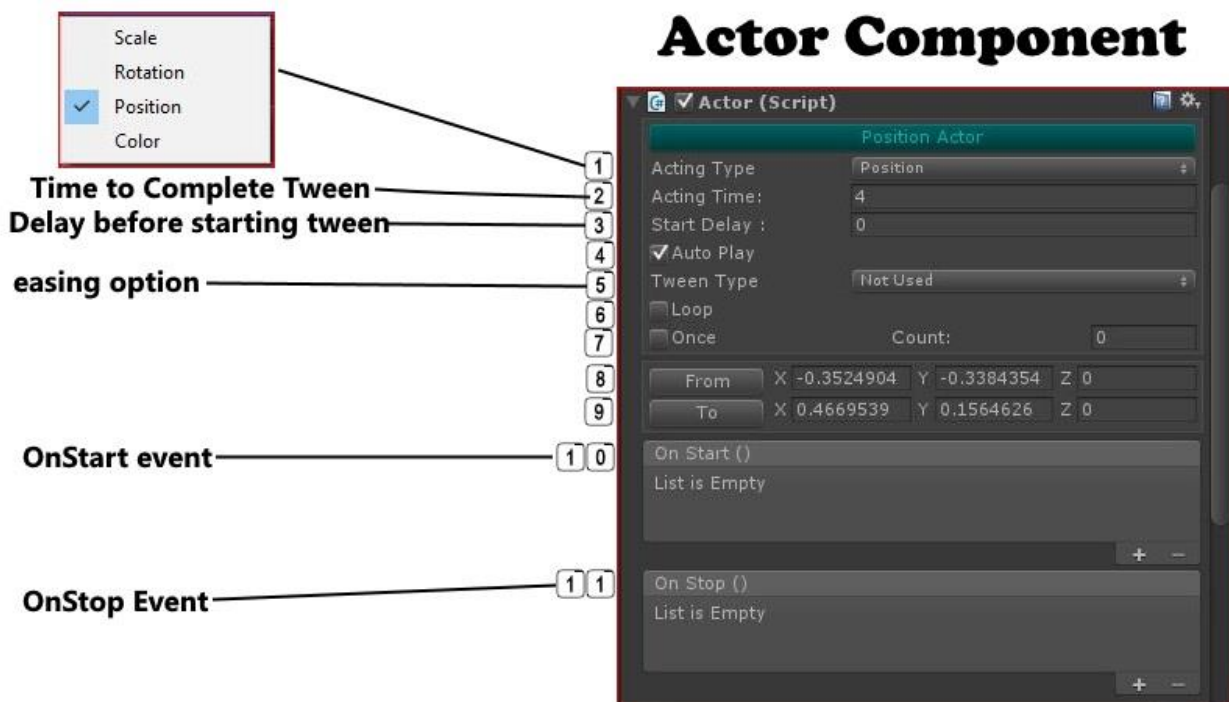 Actor Component
Scale
Rotation
Position
Color
Time to Complete Tween
Delay before starting tween
easing option
OnStart event
OnStop Event
1
2
3
4
5
6
7
8
9
1 0
1 1
Actor (Script)
Position Actor
Acting Type Position
Acting Time: 4
Start Delay : 0
Auto Play
Tween Type Not Used
Loop
Once Count: 0
From X -0.3524904 Y -0.3384354 Z 0
To X 0.4669539 Y 0.1564626 Z 0
On Start ()
List is Empty
+ −
On Stop ()
List is Empty
+ −